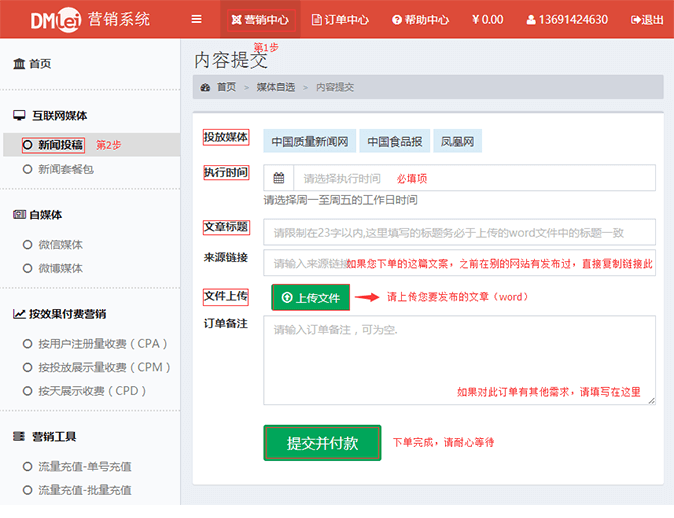 DMLei 营销系统
营销中心 订单中心 帮助中心 ¥ 0.00 13691424630 退出
第1步
首页
互联网媒体
新闻投稿 第2步
新闻套餐包
自媒体
微信媒体
微博媒体
按效果付费营销
按用户注册量收费（CPA）
按投放展示量收费（CPM）
按天展示收费（CPD）
营销工具
流量充值-单号充值
流量充值-批量充值
内容提交
首页 > 媒体自选 > 内容提交
投放媒体 中国质量新闻网 中国食品报 凤凰网
执行时间 请选择执行时间 必填项
请选择周一至周五的工作日时间
文章标题 请限制在23字以内,这里填写的标题务必于上传的word文件中的标题一致
来源链接 请输入来源链接如果您下单的这篇文案，之前在别的网站有发布过，直接复制链接此
文件上传 上传文件 请上传您要发布的文章（word）
订单备注 请输入订单备注，可为空.
如果对此订单有其他需求，请填写在这里
提交并付款 下单完成，请耐心等待